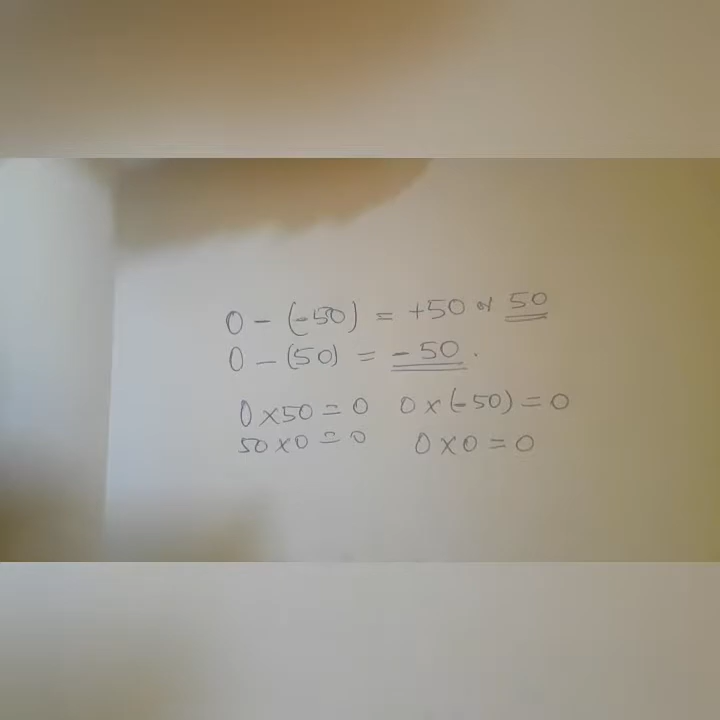 0 - (-50) = +50 or 50
0 - (50) = - 50 .
0 x 50 = 0 0 x (-50) = 0
50 x 0 = 0 0 x 0 = 0